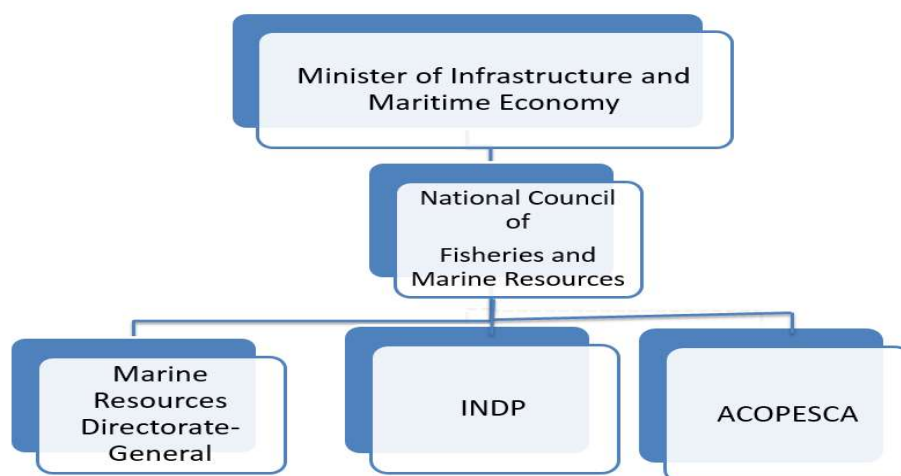 Minister of Infrastructure and
Maritime Economy
National Council
of
Fisheries and
Marine Resources
Marine
Resources
Directorate-
General
INDP
ACOPESCA